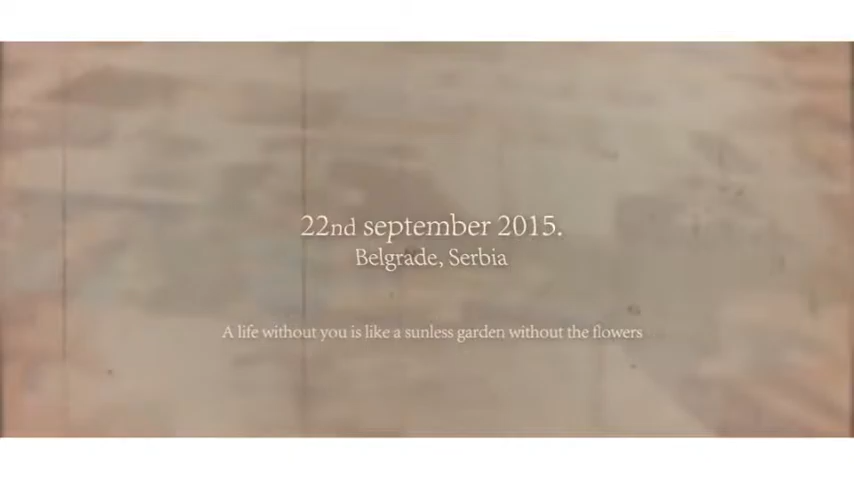 22nd september 2015.
Belgrade, Serbia
A life without you is like a sunless garden without the flowers